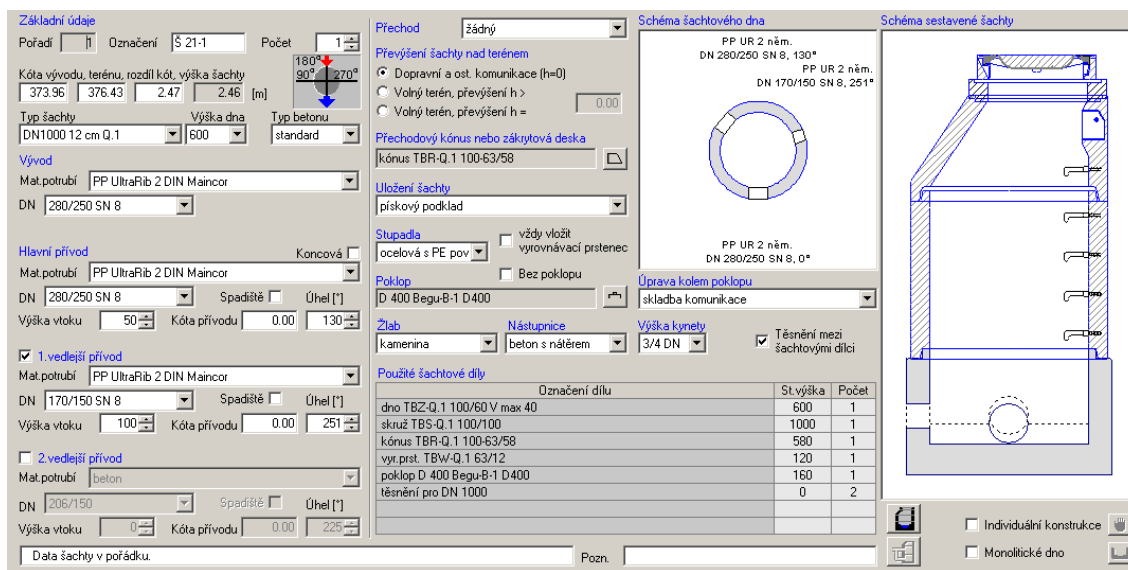 Základní údaje
Pořadí 1 Označení Š 21-1 Počet 1
Kóta vývodu, terénu, rozdíl kót, výška šachty
373.96 376.43 2.47 2.46 [m]
180° 90° 270°
Typ šachty Výška dna Typ betonu
DN1000 12 cm Q.1 600 standard
Vývod
Mat.potrubí PP UltraRib 2 DIN Maincor
DN 280/250 SN 8
Hlavní přívod Koncová
Mat.potrubí PP UltraRib 2 DIN Maincor
DN 280/250 SN 8 Spadiště Úhel [°]
Výška vtoku 50 Kóta přívodu 0.00 130
1.vedlejší přívod
Mat.potrubí PP UltraRib 2 DIN Maincor
DN 170/150 SN 8 Spadiště Úhel [°]
Výška vtoku 100 Kóta přívodu 0.00 251
2.vedlejší přívod
Mat.potrubí beton
DN 206/150 Spadiště Úhel [°]
Výška vtoku 0 Kóta přívodu 0.00 225
Přechod žádný
Převýšení šachty nad terénem
Dopravní a ost. komunikace (h=0)
Volný terén, převýšení h >
Volný terén, převýšení h =
0.00
Přechodový kónus nebo zákrytová deska
kónus TBR-Q.1 100-63/58
Uložení šachty
pískový podklad
Stupadla
ocelová s PE pov
vždy vložit
vyrovnávací prstenec
Bez poklopu
Poklop
D 400 Begu-B-1 D400
Žlab Nástupnice Výška kynety
kamenina beton s nátěrem 3/4 DN
Těsnění mezi
šachtovými dílci
Schéma šachtového dna
PP UR 2 něm.
DN 280/250 SN 8, 130°
PP UR 2 něm.
DN 170/150 SN 8, 251°
PP UR 2 něm.
DN 280/250 SN 8, 0°
Úprava kolem poklopu
skladba komunikace
Použité šachtové díly
Označení dílu St.výška Počet
dno TBZ-Q.1 100/60 V max 40 600 1
skruž TBS-Q.1 100/100 1000 1
kónus TBR-Q.1 100-63/58 580 1
vyr.prst. TBW-Q.1 63/12 120 1
poklop D 400 Begu-B-1 D400 160 1
těsnění pro DN 1000 0 2
Schéma sestavené šachty
Individuální konstrukce
Monolitické dno
Data šachty v pořádku. Pozn.